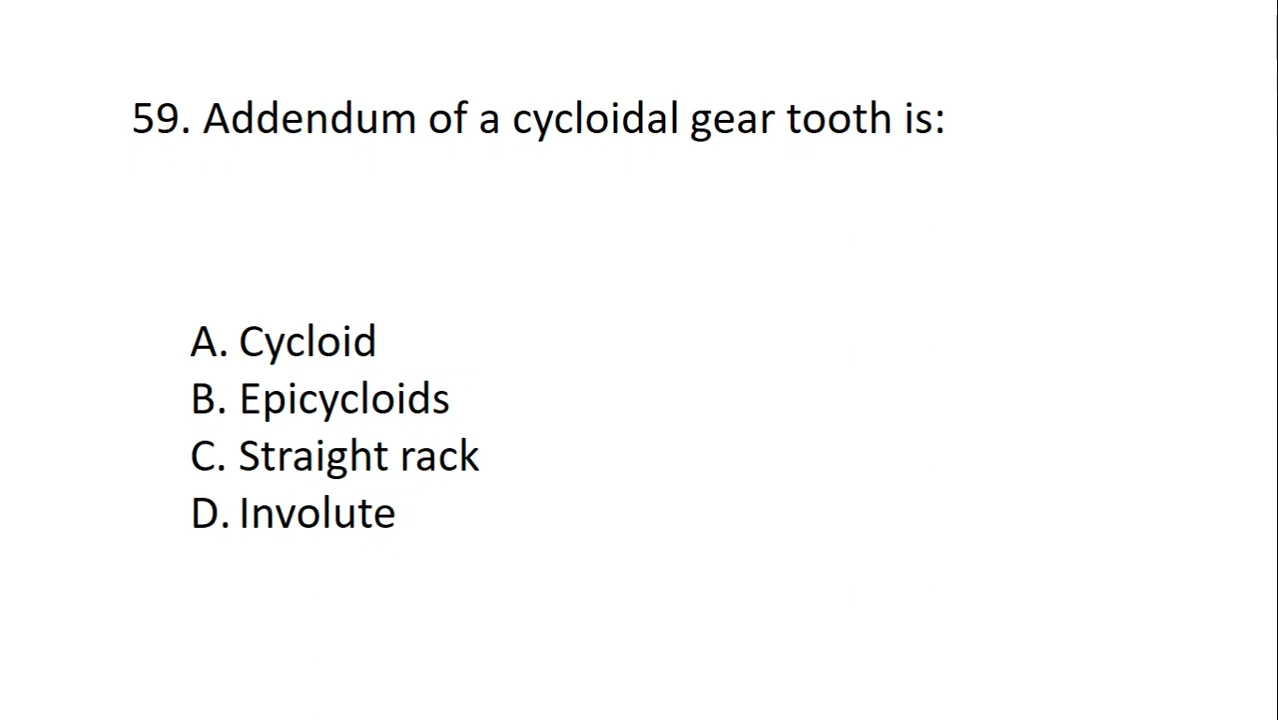 59. Addendum of a cycloidal gear tooth is:
A. Cycloid
B. Epicycloids
C. Straight rack
D. Involute